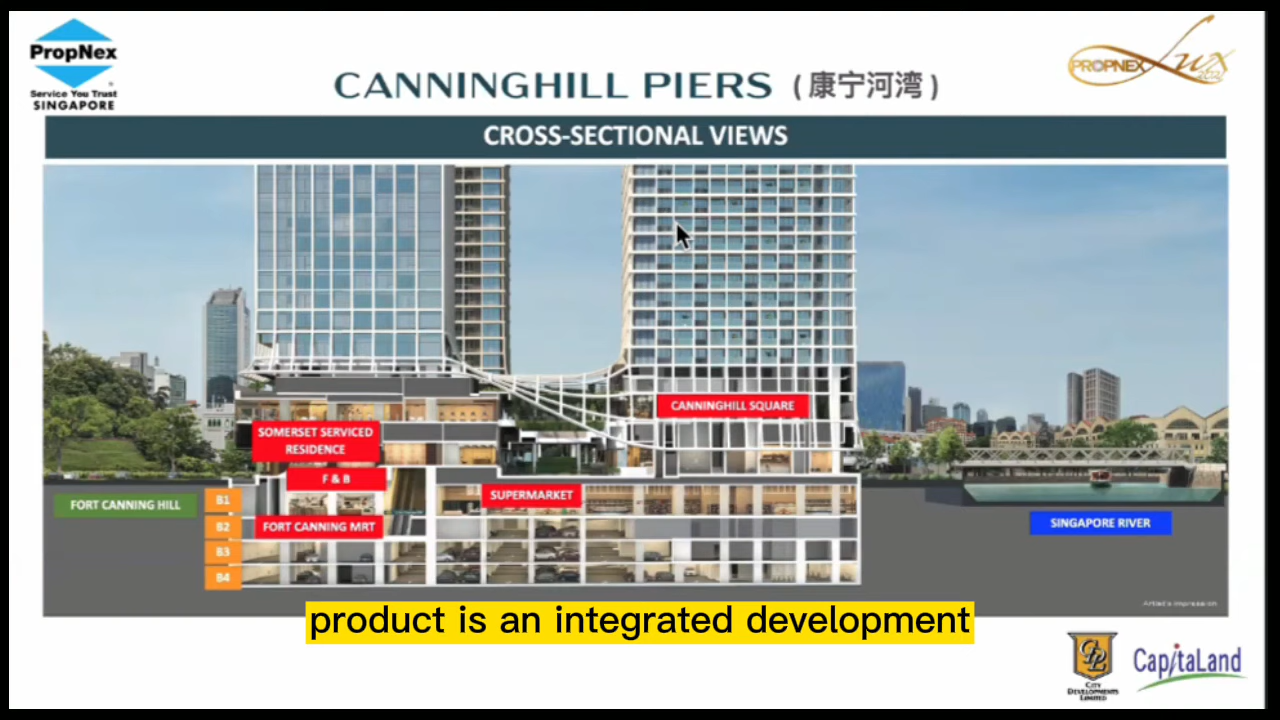 PropNex
Service You Trust
SINGAPORE
CANNINGHILL PIERS (康宁河湾)
PROPNEX Lux
CROSS-SECTIONAL VIEWS
CANNINGHILL SQUARE
SOMERSET SERVICED
RESIDENCE
F & B
SUPERMARKET
FORT CANNING HILL
B1
B2
FORT CANNING MRT
B3
B4
SINGAPORE RIVER
Artist's Impression
product is an integrated development
CDL
CITY
DEVELOPMENTS
LIMITED
CapitaLand